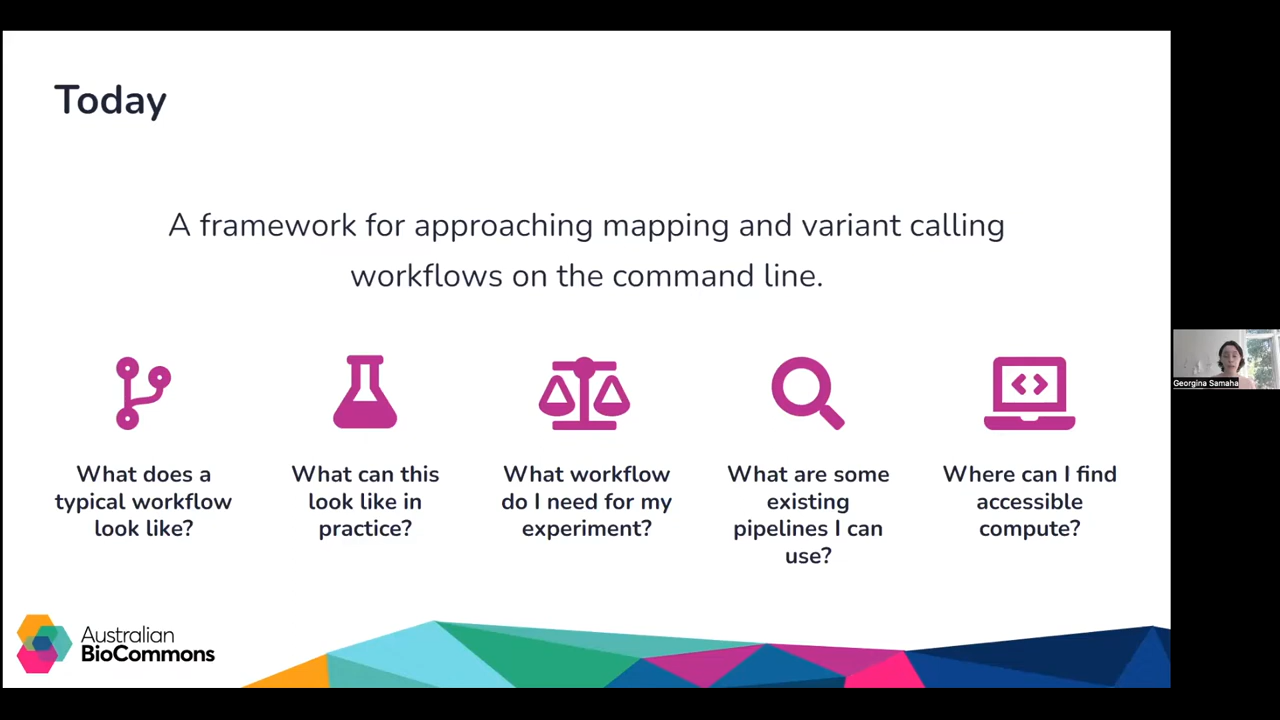 Today
A framework for approaching mapping and variant calling
workflows on the command line.
What does a
typical workflow
look like?
What can this
look like in
practice?
What workflow
do I need for my
experiment?
What are some
existing
pipelines I can
use?
Where can I find
accessible
compute?
Australian
BioCommons
Georgina Samaha